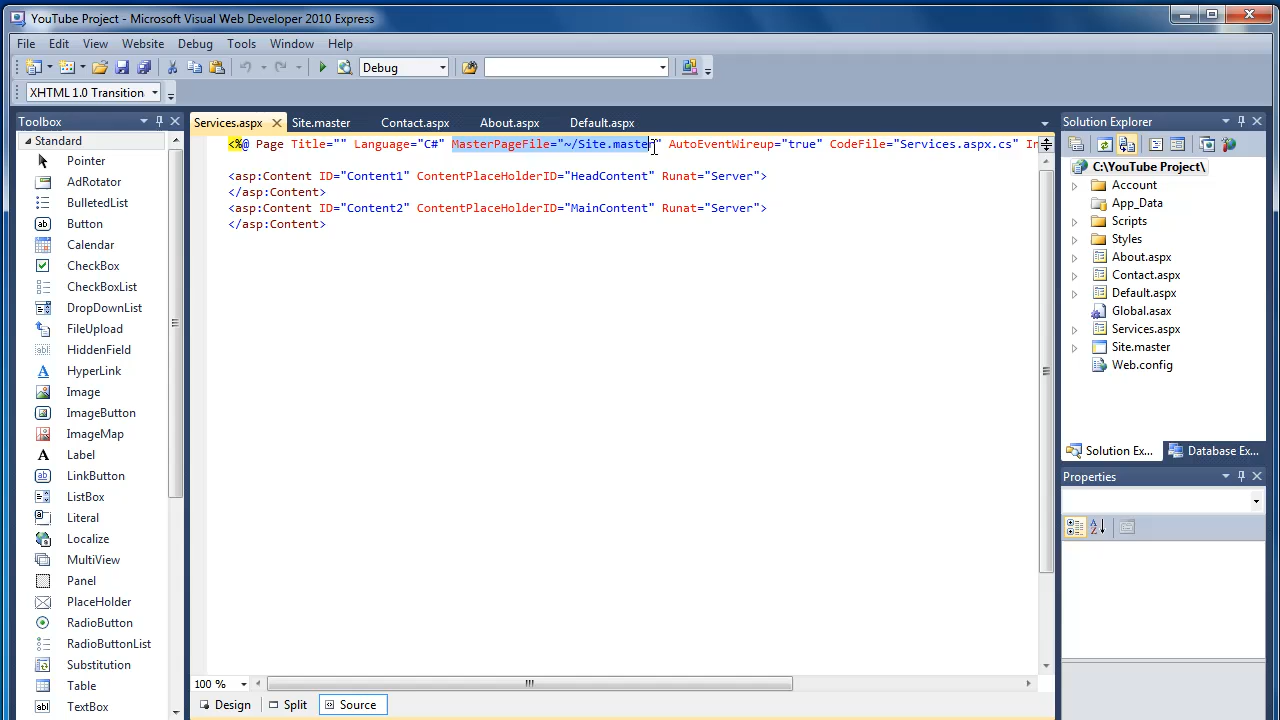 YouTube Project - Microsoft Visual Web Developer 2010 Express
File Edit View Website Debug Tools Window Help
Debug
XHTML 1.0 Transition
Toolbox
Standard
Pointer
AdRotator
BulletedList
Button
Calendar
CheckBox
CheckBoxList
DropDownList
FileUpload
HiddenField
HyperLink
Image
ImageButton
ImageMap
Label
LinkButton
ListBox
Literal
Localize
MultiView
Panel
PlaceHolder
RadioButton
RadioButtonList
Substitution
Table
TextBox
Services.aspx Site.master Contact.aspx About.aspx Default.aspx
<%@ Page Title="" Language="C#" MasterPageFile="~/Site.master" AutoEventWireup="true" CodeFile="Services.aspx.cs" In
<asp:Content ID="Content1" ContentPlaceHolderID="HeadContent" Runat="Server">
</asp:Content>
<asp:Content ID="Content2" ContentPlaceHolderID="MainContent" Runat="Server">
</asp:Content>
100 %
Design Split Source
Solution Explorer
C:\YouTube Project\
Account
App_Data
Scripts
Styles
About.aspx
Contact.aspx
Default.aspx
Global.asax
Services.aspx
Site.master
Web.config
Solution Ex... Database Ex...
Properties